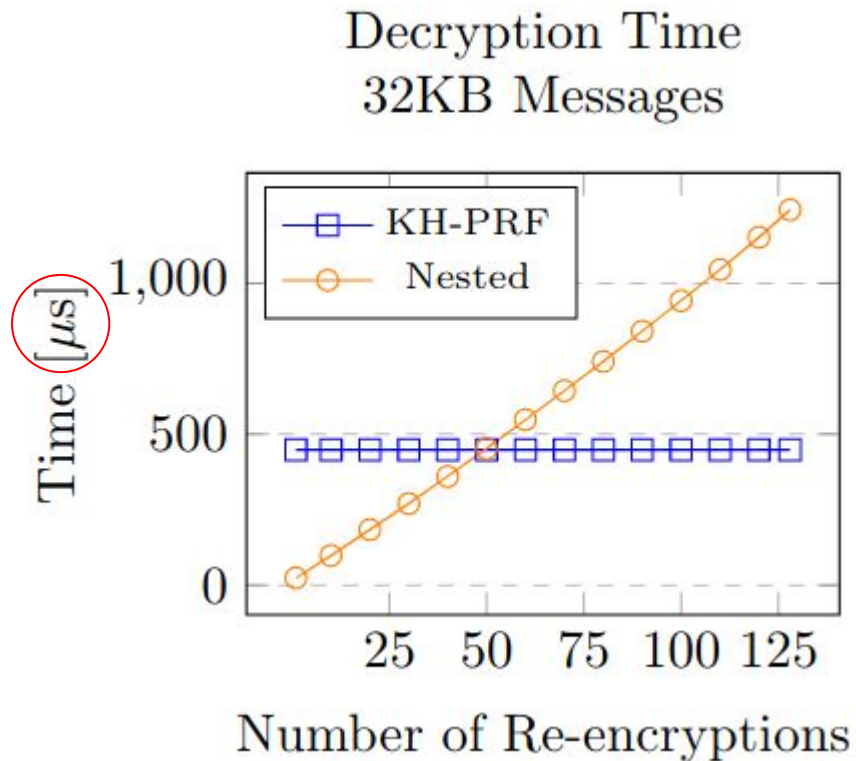 Decryption Time
32KB Messages
KH-PRF
Nested
1,000
500
0
Time [μs]
25 50 75 100 125
Number of Re-encryptions